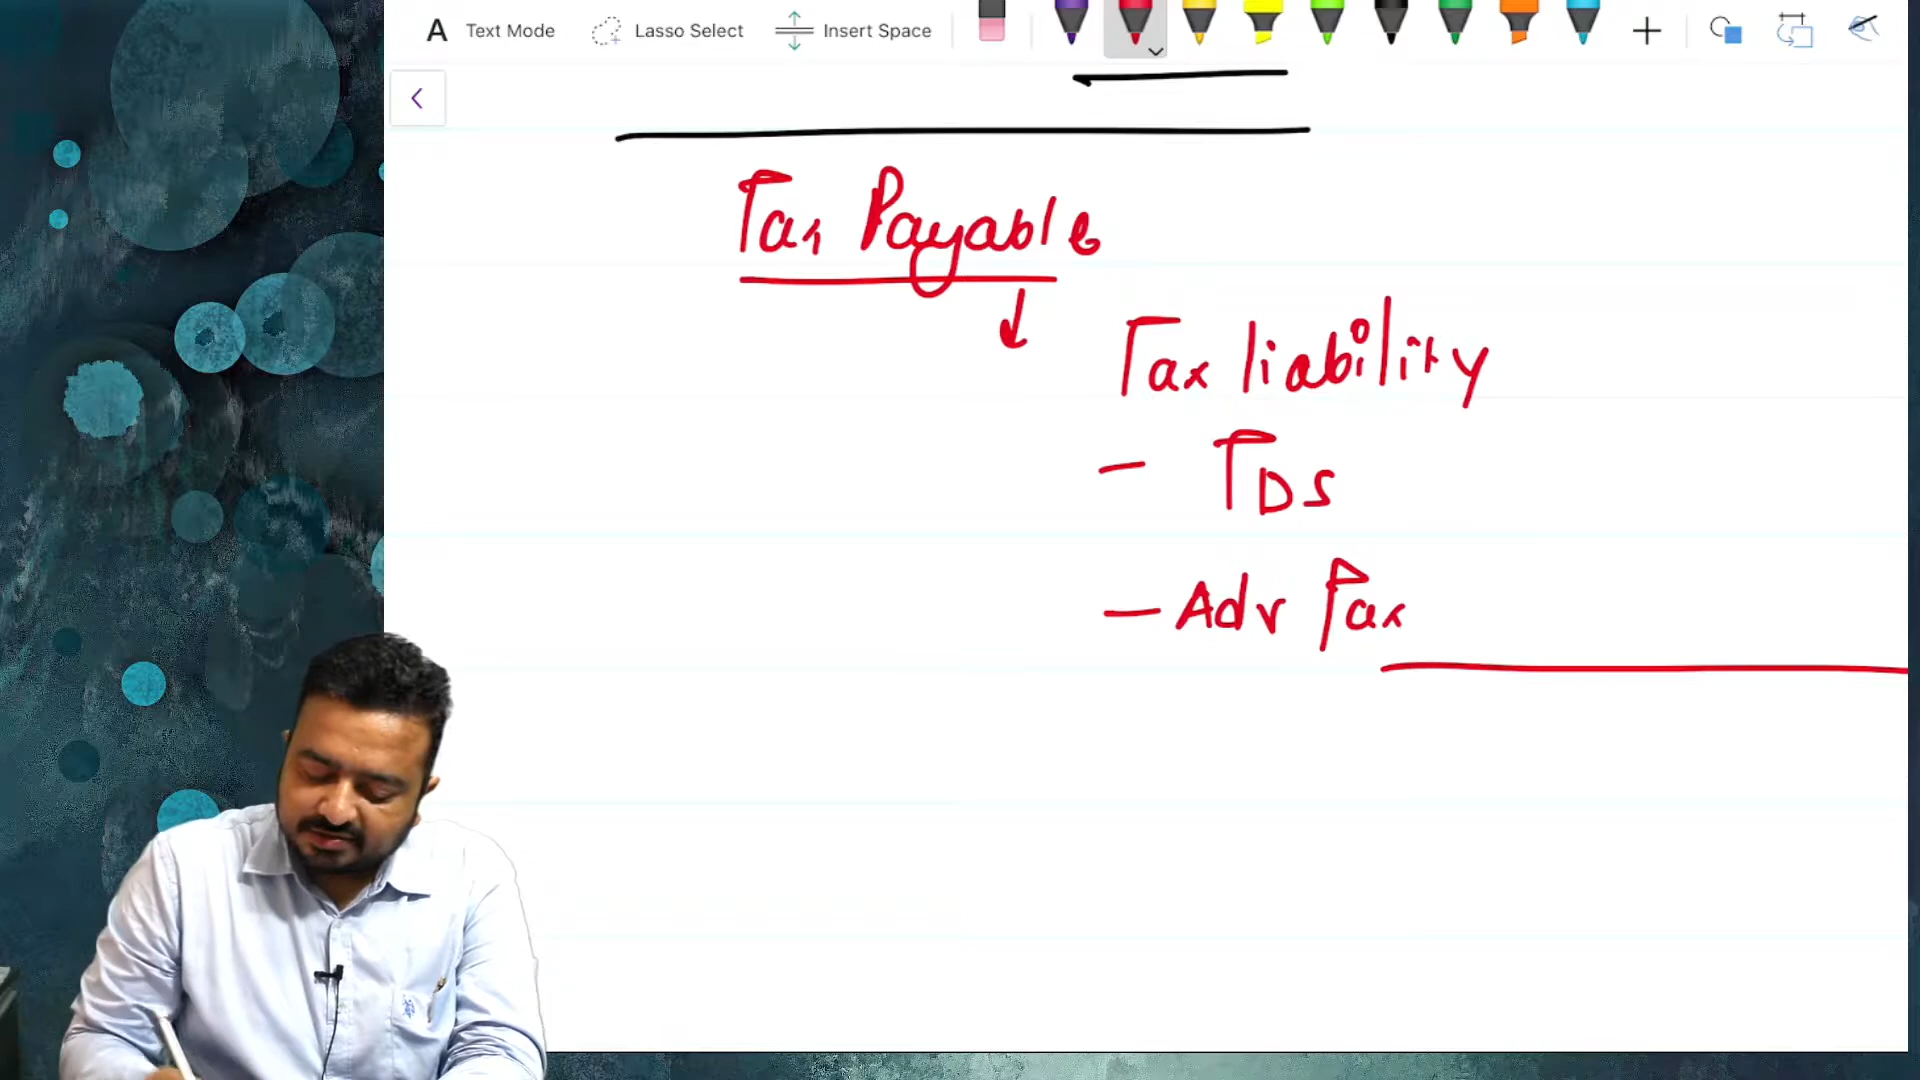 A Text Mode Lasso Select Insert Space
Tax Payable
Tax liability
- TDS
- Adv Tax